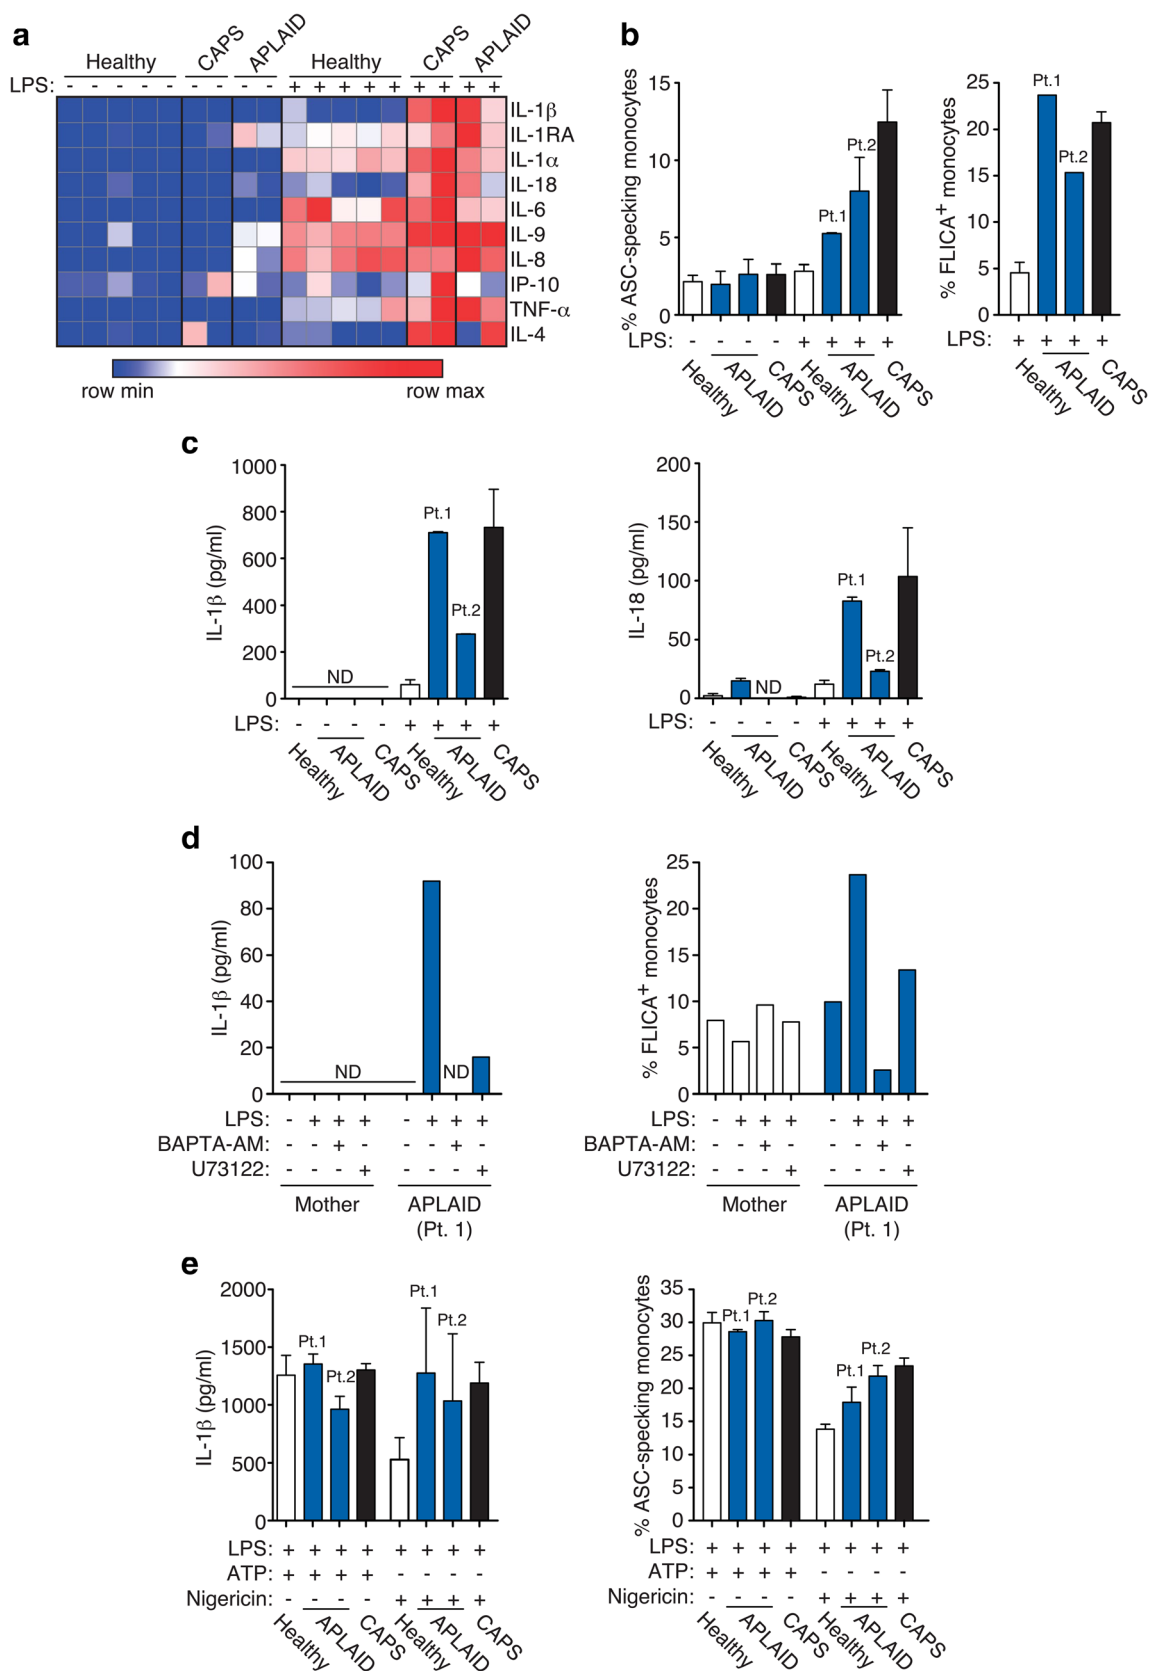 a
Healthy CAPS APLAID Healthy CAPS APLAID
LPS: - - - - - - - - - + + + + + + + + +
IL-1β
IL-1RA
IL-1α
IL-18
IL-6
IL-9
IL-8
IP-10
TNF-α
IL-4
row min row max
b
% ASC-specking monocytes
15
10
5
0
Pt.1
Pt.2
LPS: - - - - + + + +
Healthy APLAID CAPS Healthy APLAID CAPS
% FLICA+ monocytes
25
20
15
10
5
0
Pt.1
Pt.2
LPS: + + + +
Healthy APLAID CAPS
c
IL-1β (pg/ml)
1000
800
600
400
200
0
ND
Pt.1
Pt.2
LPS: - - - - + + + +
Healthy APLAID CAPS Healthy APLAID CAPS
IL-18 (pg/ml)
200
150
100
50
0
ND
Pt.1
Pt.2
LPS: - - - - + + + +
Healthy APLAID CAPS Healthy APLAID CAPS
d
IL-1β (pg/ml)
100
80
60
40
20
0
ND
ND
LPS: - + + + - + + +
BAPTA-AM: - - + - - - + -
U73122: - - - + - - - +
Mother APLAID
(Pt. 1)
% FLICA+ monocytes
25
20
15
10
5
0
LPS: - + + + - + + +
BAPTA-AM: - - + - - - + -
U73122: - - - + - - - +
Mother APLAID
(Pt. 1)
e
IL-1β (pg/ml)
2000
1500
1000
500
0
Pt.1
Pt.2
Pt.1
Pt.2
LPS: + + + + + + + +
ATP: + + + + - - - -
Nigericin: - - - - + + + +
Healthy APLAID CAPS Healthy APLAID CAPS
% ASC-specking monocytes
35
30
25
20
15
10
5
0
Pt.1
Pt.2
Pt.1
Pt.2
LPS: + + + + + + + +
ATP: + + + + - - - -
Nigericin: - - - - + + + +
Healthy APLAID CAPS Healthy APLAID CAPS